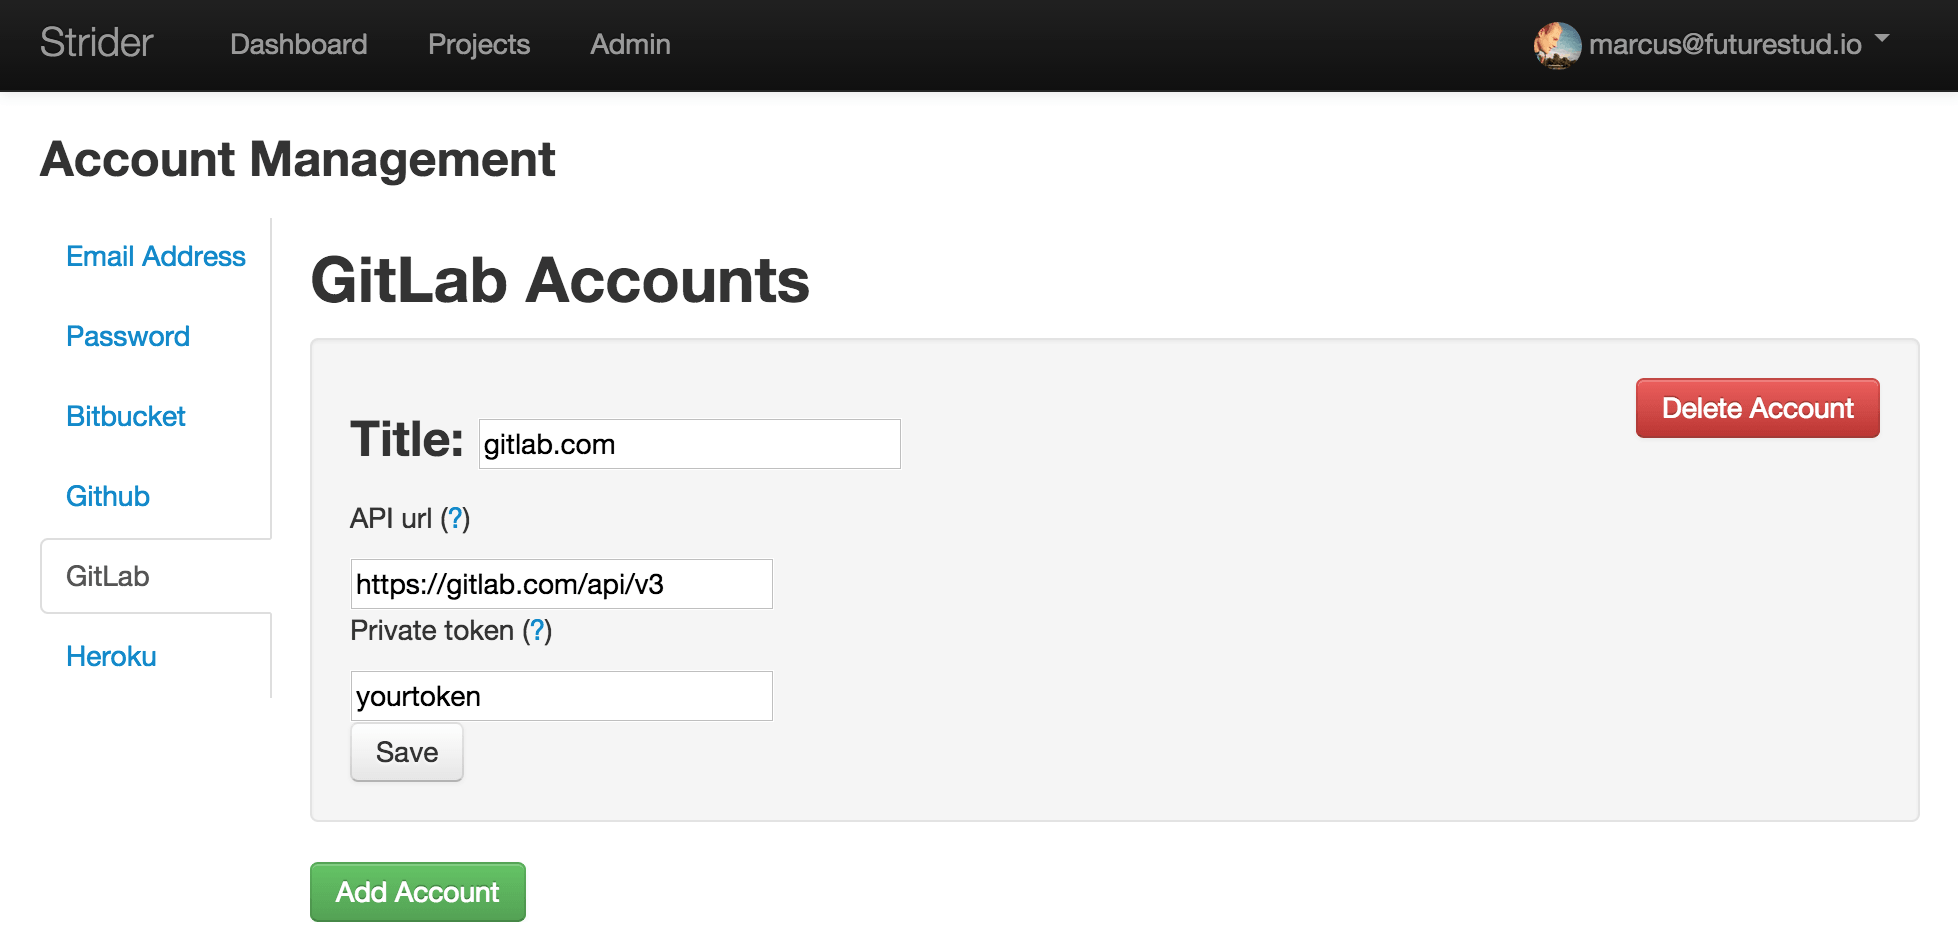 Strider Dashboard Projects Admin marcus@futurestud.io
Account Management
Email Address
Password
Bitbucket
Github
GitLab
Heroku
GitLab Accounts
Delete Account
Title: gitlab.com
API url (?)
https://gitlab.com/api/v3
Private token (?)
yourtoken
Save
Add Account